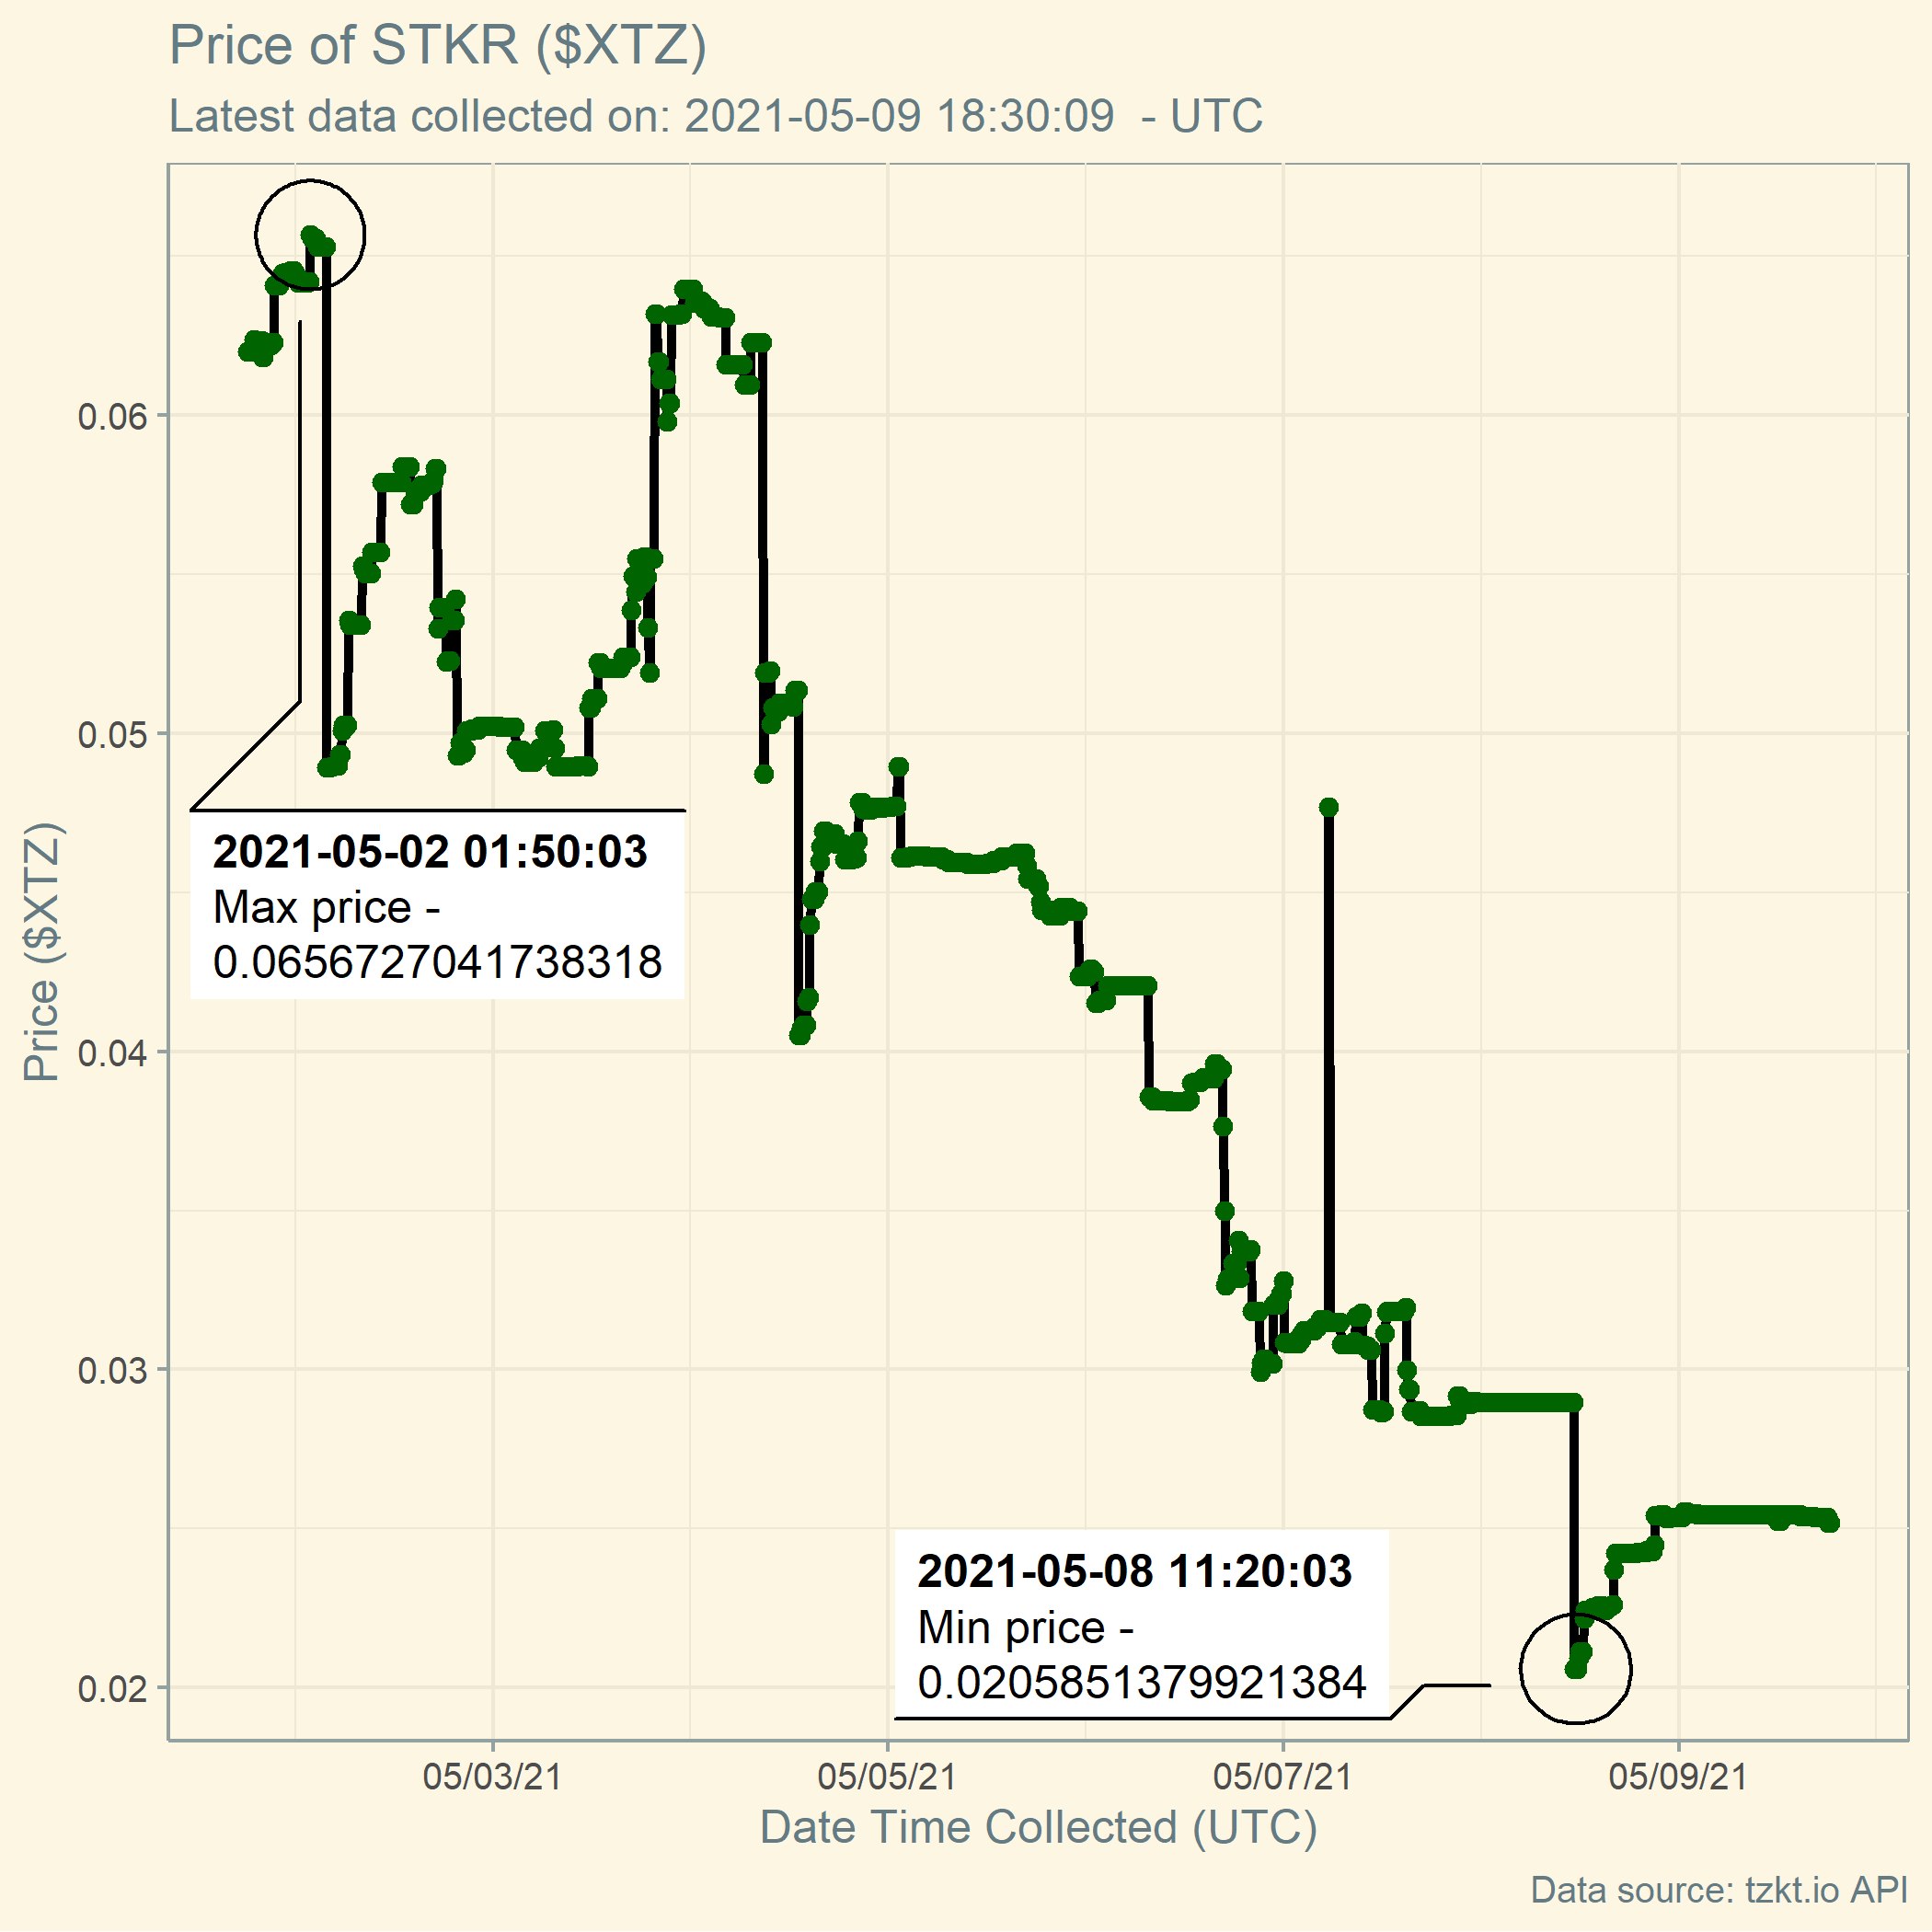 Price of STKR ($XTZ)
Latest data collected on: 2021-05-09 18:30:09  - UTC
Price ($XTZ)
0.06
0.05
0.04
0.03
0.02
2021-05-02 01:50:03
Max price -
0.0656727041738318
2021-05-08 11:20:03
Min price -
0.0205851379921384
05/03/21
05/05/21
05/07/21
05/09/21
Date Time Collected (UTC)
Data source: tzkt.io API